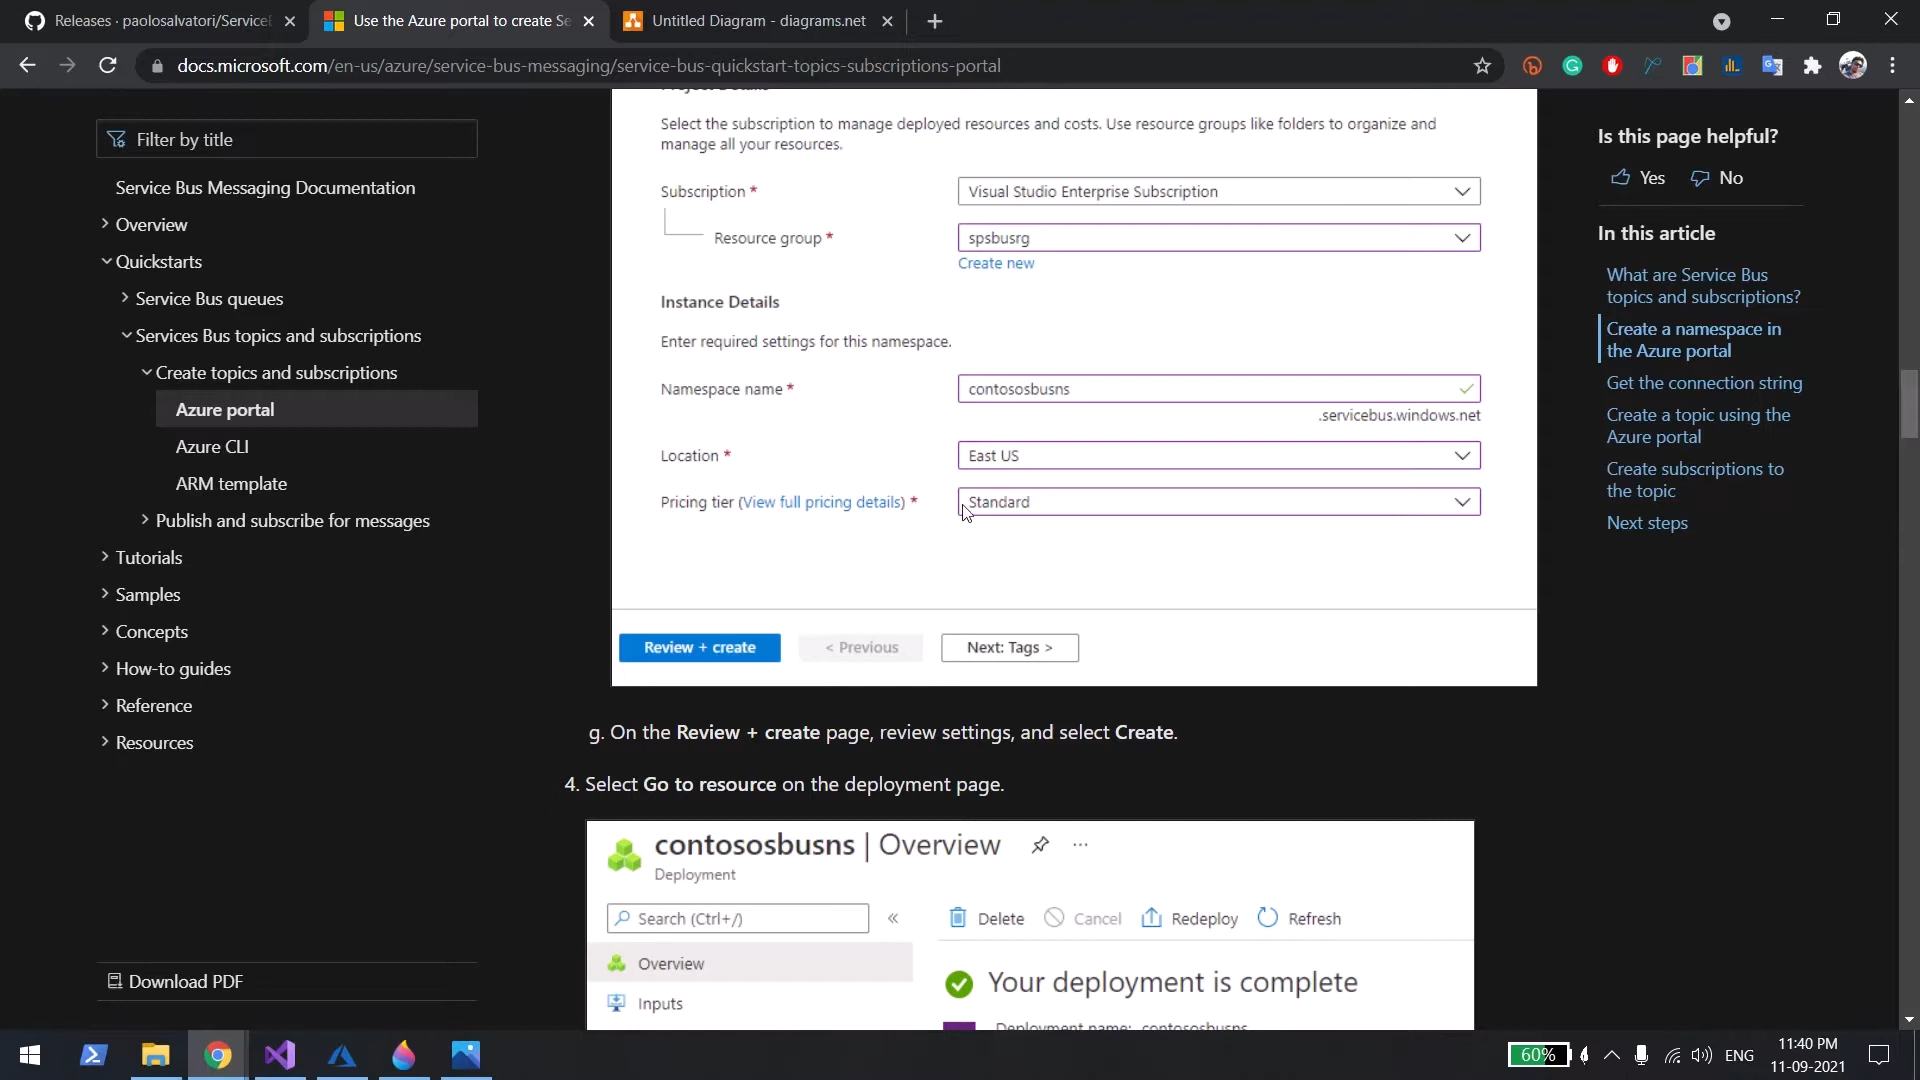 Releases · paolosalvatori/Service
Use the Azure portal to create Se
Untitled Diagram - diagrams.net
docs.microsoft.com/en-us/azure/service-bus-messaging/service-bus-quickstart-topics-subscriptions-portal
Filter by title
Service Bus Messaging Documentation
Overview
Quickstarts
Service Bus queues
Services Bus topics and subscriptions
Create topics and subscriptions
Azure portal
Azure CLI
ARM template
Publish and subscribe for messages
Tutorials
Samples
Concepts
How-to guides
Reference
Resources
Download PDF
Project Details
Select the subscription to manage deployed resources and costs. Use resource groups like folders to organize and
manage all your resources.
Subscription *
Visual Studio Enterprise Subscription
Resource group *
spsbusrg
Create new
Instance Details
Enter required settings for this namespace.
Namespace name *
contososbusns
.servicebus.windows.net
Location *
East US
Pricing tier (View full pricing details) *
Standard
Review + create
< Previous
Next: Tags >
g. On the Review + create page, review settings, and select Create.
4. Select Go to resource on the deployment page.
contososbusns | Overview
...
Deployment
Search (Ctrl+/)
«
Delete
Cancel
Redeploy
Refresh
Overview
Your deployment is complete
Inputs
Deployment name: contososbusns
Is this page helpful?
Yes
No
In this article
What are Service Bus
topics and subscriptions?
Create a namespace in
the Azure portal
Get the connection string
Create a topic using the
Azure portal
Create subscriptions to
the topic
Next steps
60%
ENG
11:40 PM
11-09-2021